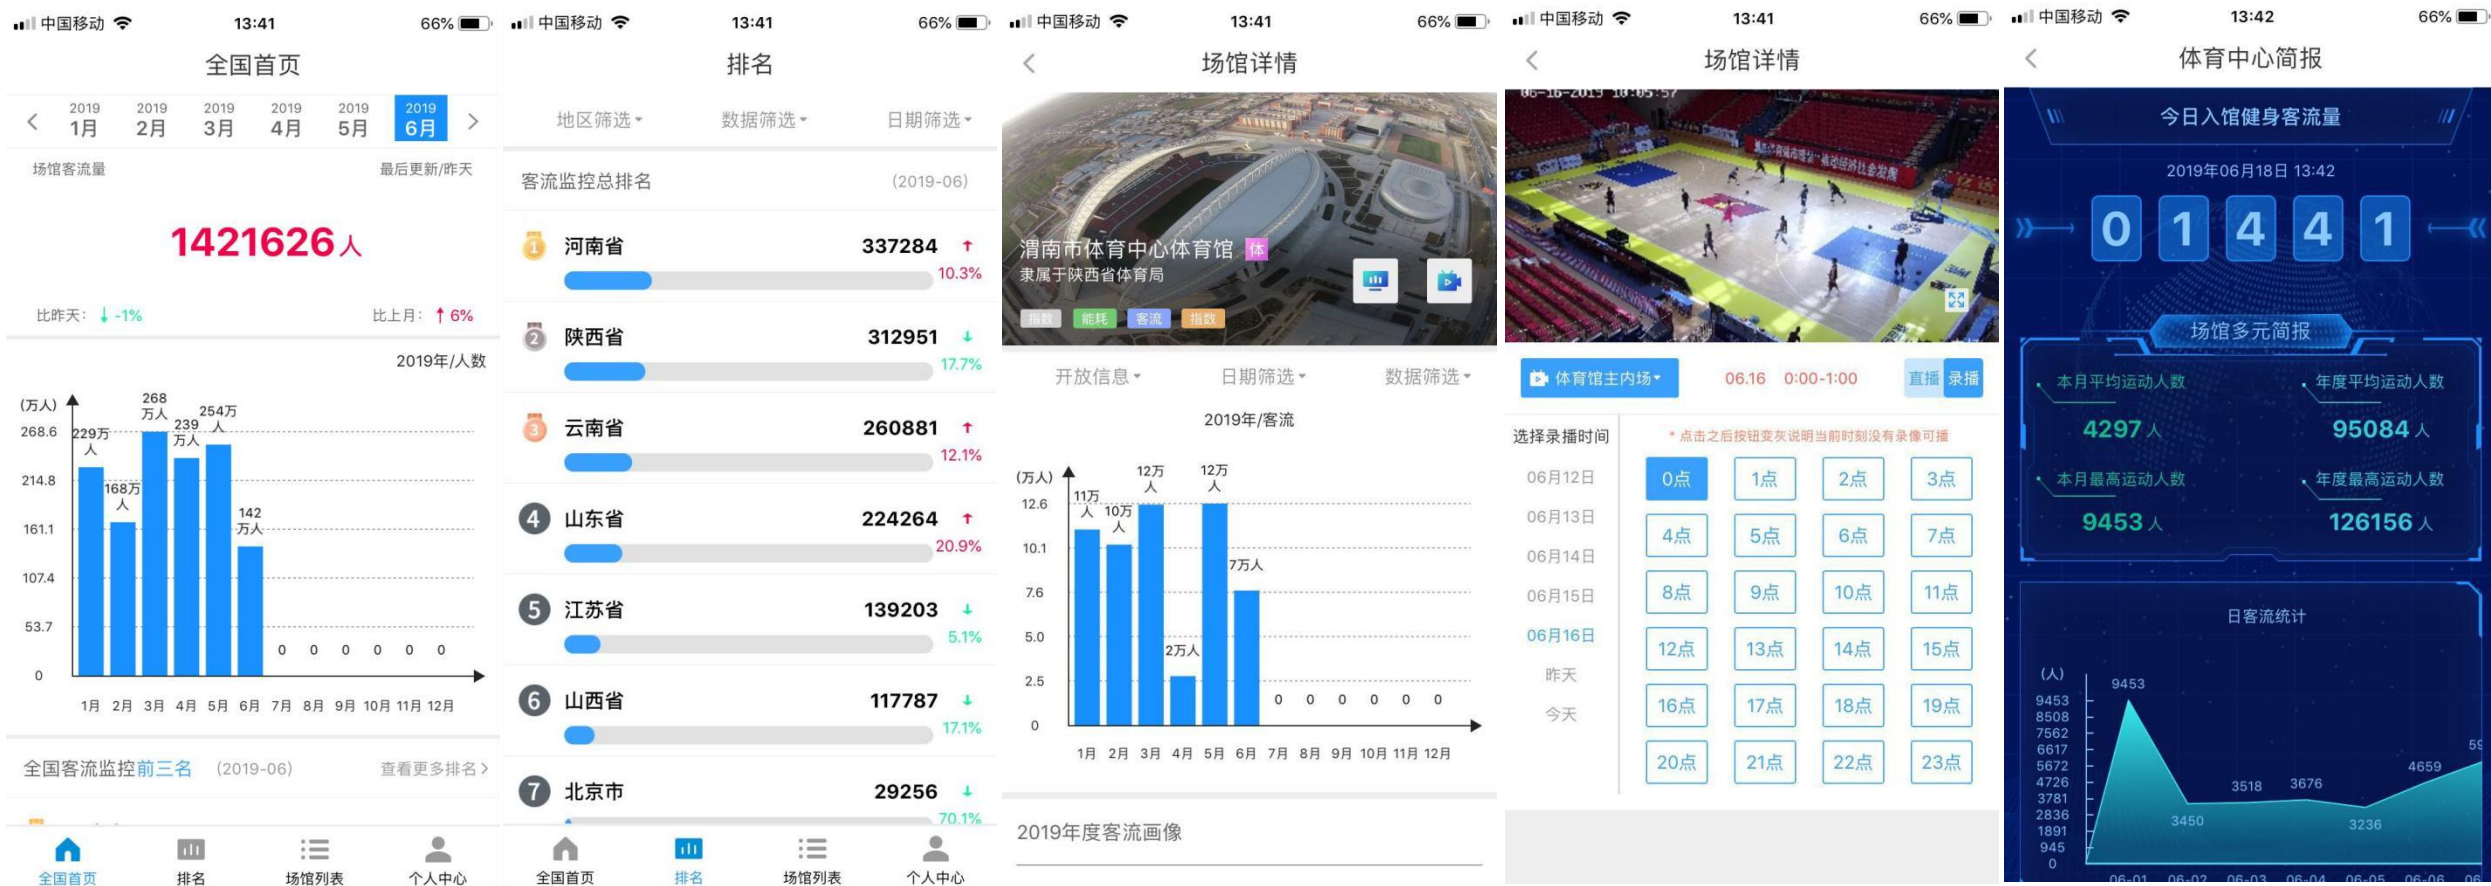 中国移动 13:41 66%
全国首页
2019 2019 2019 2019 2019 2019
1月 2月 3月 4月 5月 6月
场馆客流量 最后更新/昨天
1421626人
比昨天: ↓ -1% 比上月: ↑ 6%
2019年/人数
(万人)
268.6
214.8
161.1
107.4
53.7
0
229万人
168万人
268万人
239万人
254万人
142万人
0 0 0 0 0 0
1月 2月 3月 4月 5月 6月 7月 8月 9月 10月 11月 12月
全国客流监控前三名 (2019-06) 查看更多排名>
全国首页 排名 场馆列表 个人中心
中国移动 13:41 66%
排名
地区筛选 数据筛选 日期筛选
客流监控总排名 (2019-06)
1 河南省 337284 ↑
10.3%
2 陕西省 312951 ↓
17.7%
3 云南省 260881 ↑
12.1%
4 山东省 224264 ↑
20.9%
5 江苏省 139203 ↓
5.1%
6 山西省 117787 ↓
17.1%
7 北京市 29256 ↓
70.1%
全国首页 排名 场馆列表 个人中心
中国移动 13:41 66%
场馆详情
渭南市体育中心体育馆 体
隶属于陕西省体育局
指数 能耗 客流 指数
开放信息 日期筛选 数据筛选
2019年/客流
(万人)
12.6
10.1
7.6
5.0
2.5
0
11万人
10万人
12万人
2万人
12万人
7万人
0 0 0 0 0 0
1月 2月 3月 4月 5月 6月 7月 8月 9月 10月 11月 12月
2019年度客流画像
中国移动 13:41 66%
场馆详情
06-16-2019 10:05:57
体育馆主内场 06.16 0:00-1:00 直播 录播
选择录播时间 * 点击之后按钮变灰说明当前时刻没有录像可播
06月12日
06月13日
06月14日
06月15日
06月16日
昨天
今天
0点 1点 2点 3点
4点 5点 6点 7点
8点 9点 10点 11点
12点 13点 14点 15点
16点 17点 18点 19点
20点 21点 22点 23点
中国移动 13:42 66%
体育中心简报
今日入馆健身客流量
2019年06月18日 13:42
0 1 4 4 1
场馆多元简报
本月平均运动人数 年度平均运动人数
4297人 95084人
本月最高运动人数 年度最高运动人数
9453人 126156人
日客流统计
(人)
9453
8508
7562
6617
5672
4726
3781
2836
1891
945
0
9453
3450
3518
3676
3236
4659
06-01 06-02 06-03 06-04 06-05 06-06